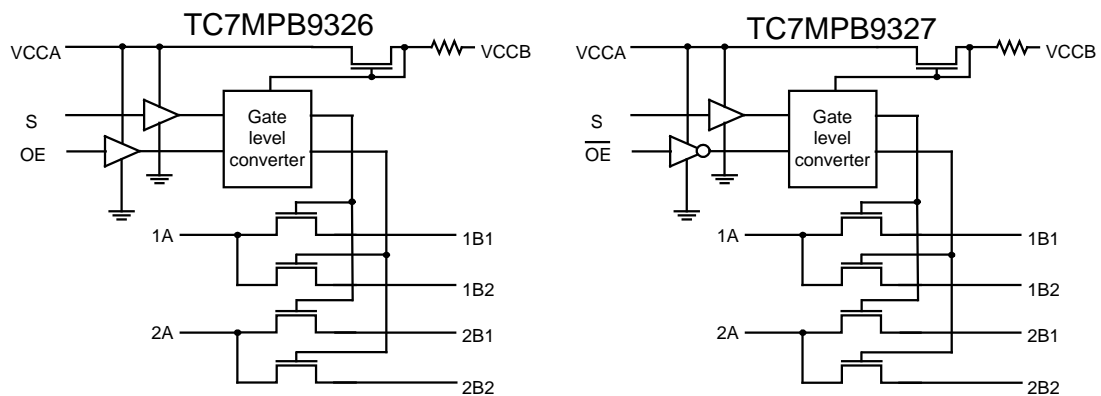 TC7MPB9326
VCCA
VCCB
S
OE
Gate
level
converter
1A
1B1
1B2
2A
2B1
2B2
TC7MPB9327
VCCA
VCCB
S
O̅E̅
Gate
level
converter
1A
1B1
1B2
2A
2B1
2B2